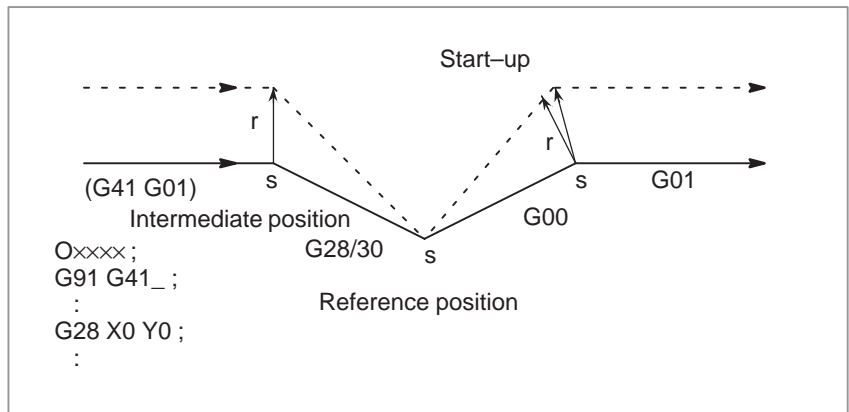 Start–up
r
r
(G41 G01)
s
s
G01
Intermediate position
G00
G28/30
s
O×××× ;
G91 G41_ ;
:
Reference position
G28 X0 Y0 ;
: